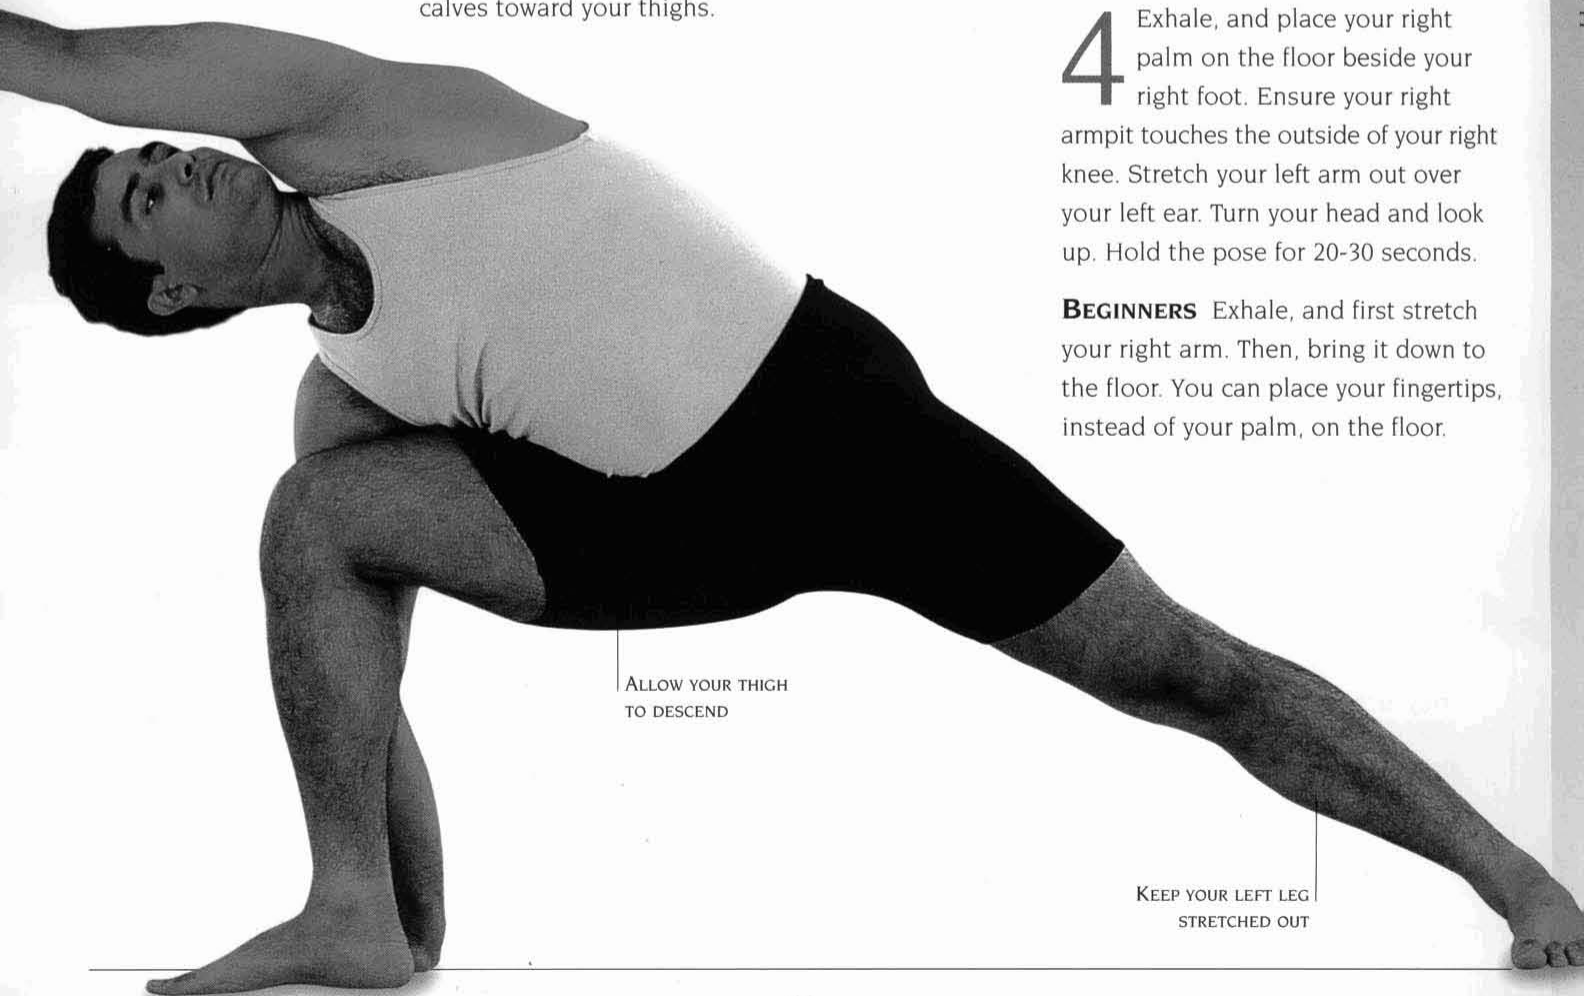 calves toward your thighs.
4 Exhale, and place your right
palm on the floor beside your
right foot. Ensure your right
armpit touches the outside of your right
knee. Stretch your left arm out over
your left ear. Turn your head and look
up. Hold the pose for 20-30 seconds.
BEGINNERS Exhale, and first stretch
your right arm. Then, bring it down to
the floor. You can place your fingertips,
instead of your palm, on the floor.
ALLOW YOUR THIGH
TO DESCEND
KEEP YOUR LEFT LEG
STRETCHED OUT